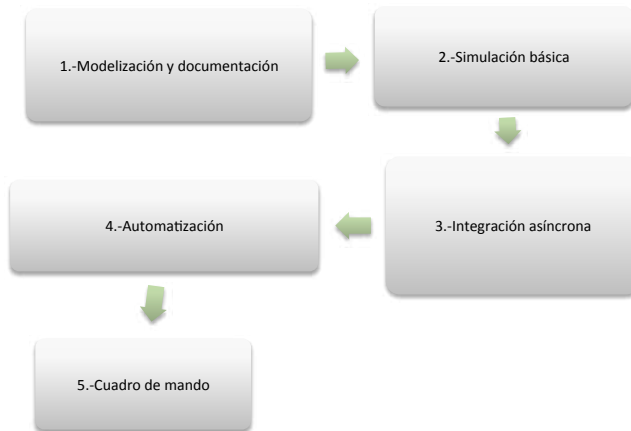 1.-Modelización y documentación
2.-Simulación básica
3.-Integración asíncrona
4.-Automatización
5.-Cuadro de mando